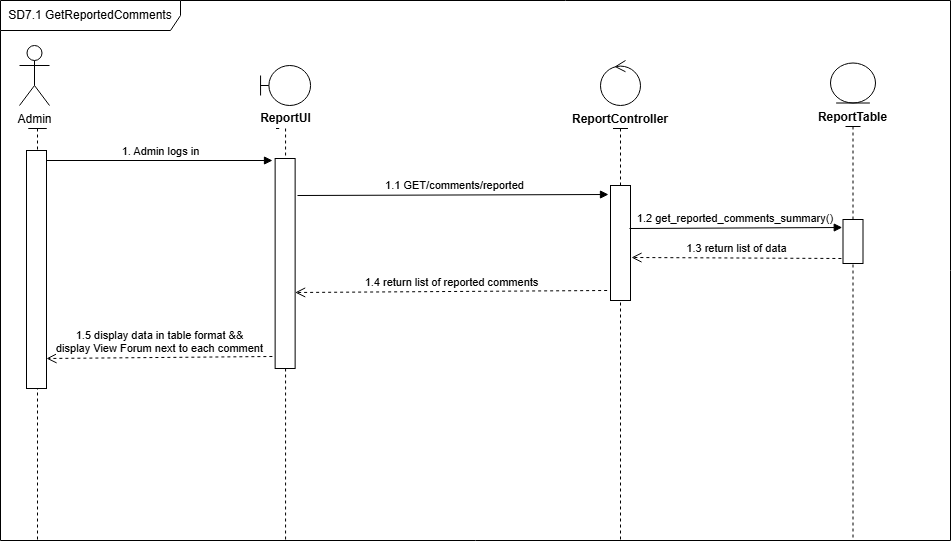 SD7.1 GetReportedComments
Admin
ReportUI
ReportController
ReportTable
1. Admin logs in
1.1 GET/comments/reported
1.2 get_reported_comments_summary()
1.3 return list of data
1.4 return list of reported comments
1.5 display data in table format &&
display View Forum next to each comment